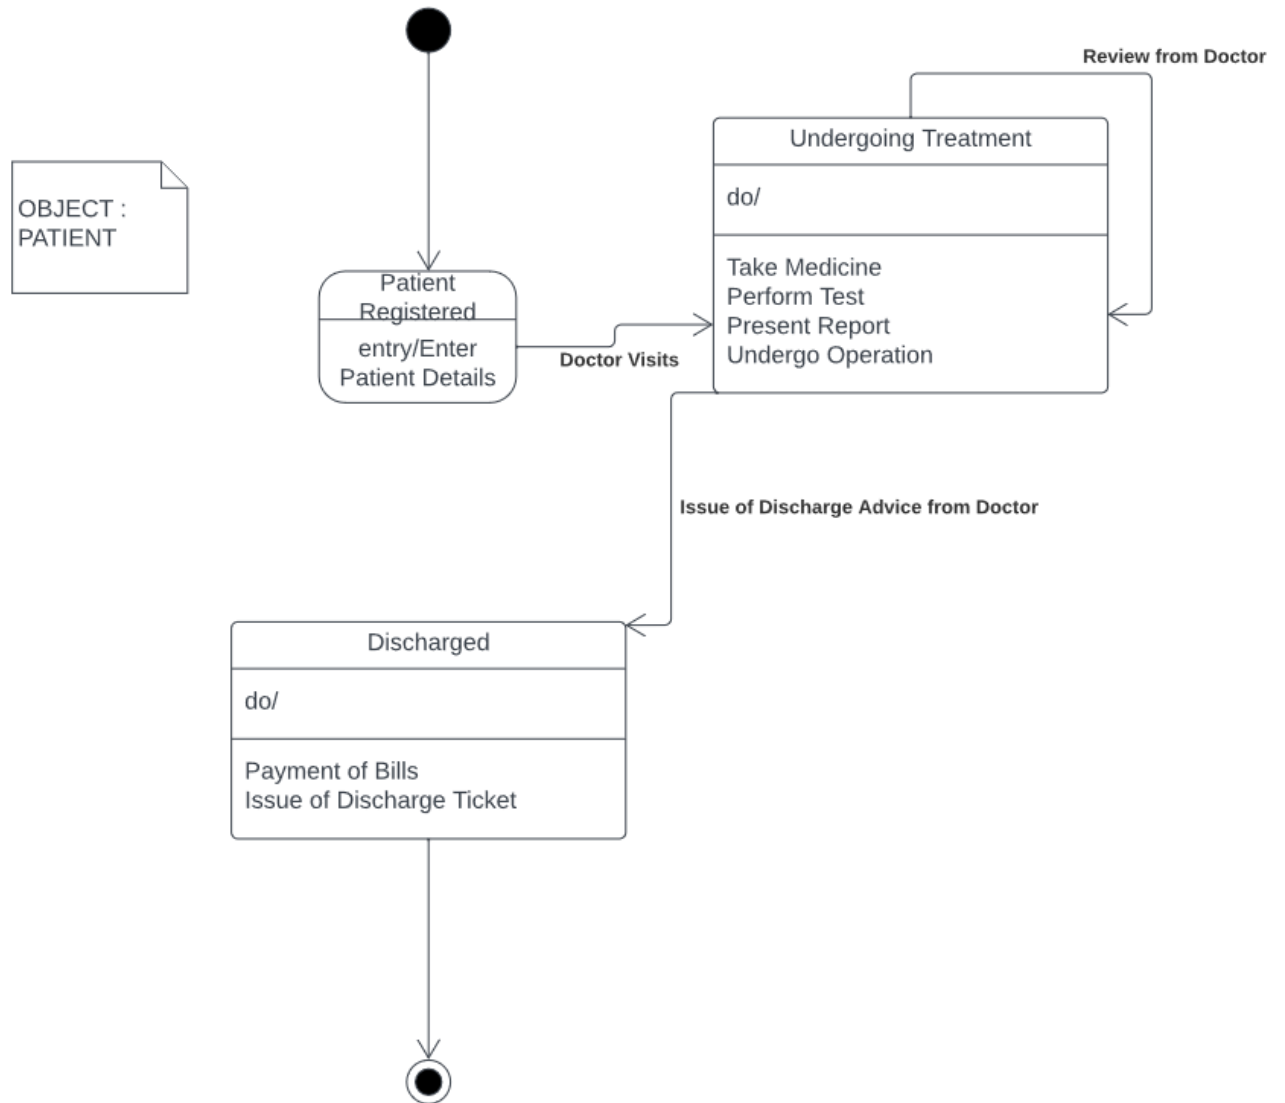 Review from Doctor
Undergoing Treatment
do/
Take Medicine
Perform Test
Present Report
Undergo Operation
OBJECT :
PATIENT
Patient
Registered
entry/Enter
Patient Details
Doctor Visits
Issue of Discharge Advice from Doctor
Discharged
do/
Payment of Bills
Issue of Discharge Ticket